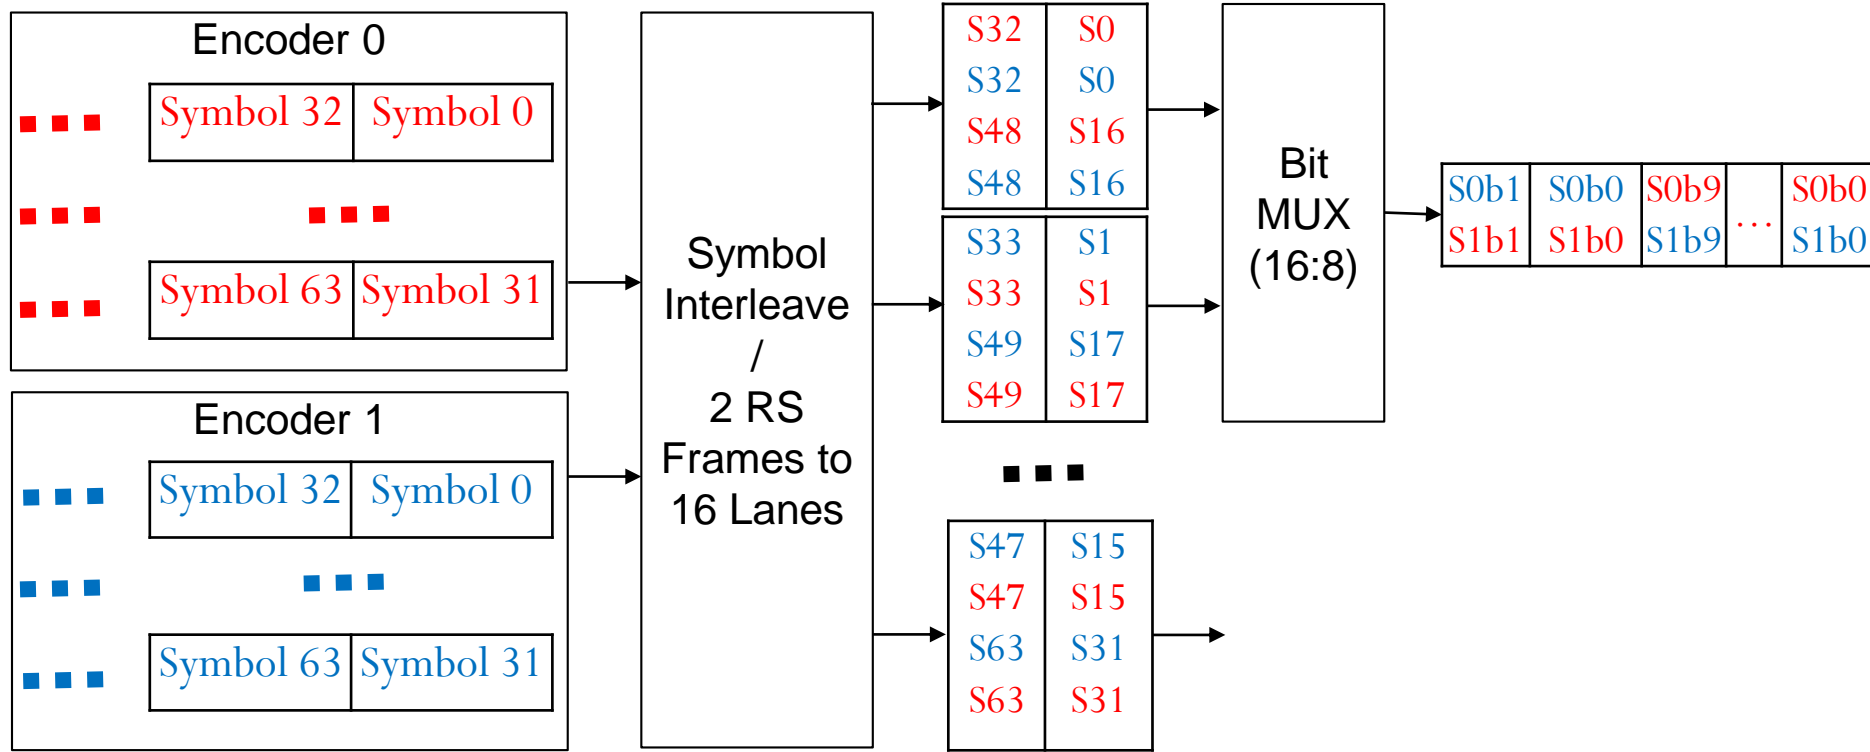 Encoder 0
Symbol 32 Symbol 0
Symbol 63 Symbol 31
Encoder 1
Symbol 32 Symbol 0
Symbol 63 Symbol 31
Symbol
Interleave
/
2 RS
Frames to
16 Lanes
S32 S0
S32 S0
S48 S16
S48 S16
S33 S1
S33 S1
S49 S17
S49 S17
S47 S15
S47 S15
S63 S31
S63 S31
Bit
MUX
(16:8)
S0b1 S0b0 S0b9 S0b0
S1b1 S1b0 S1b9 ... S1b0